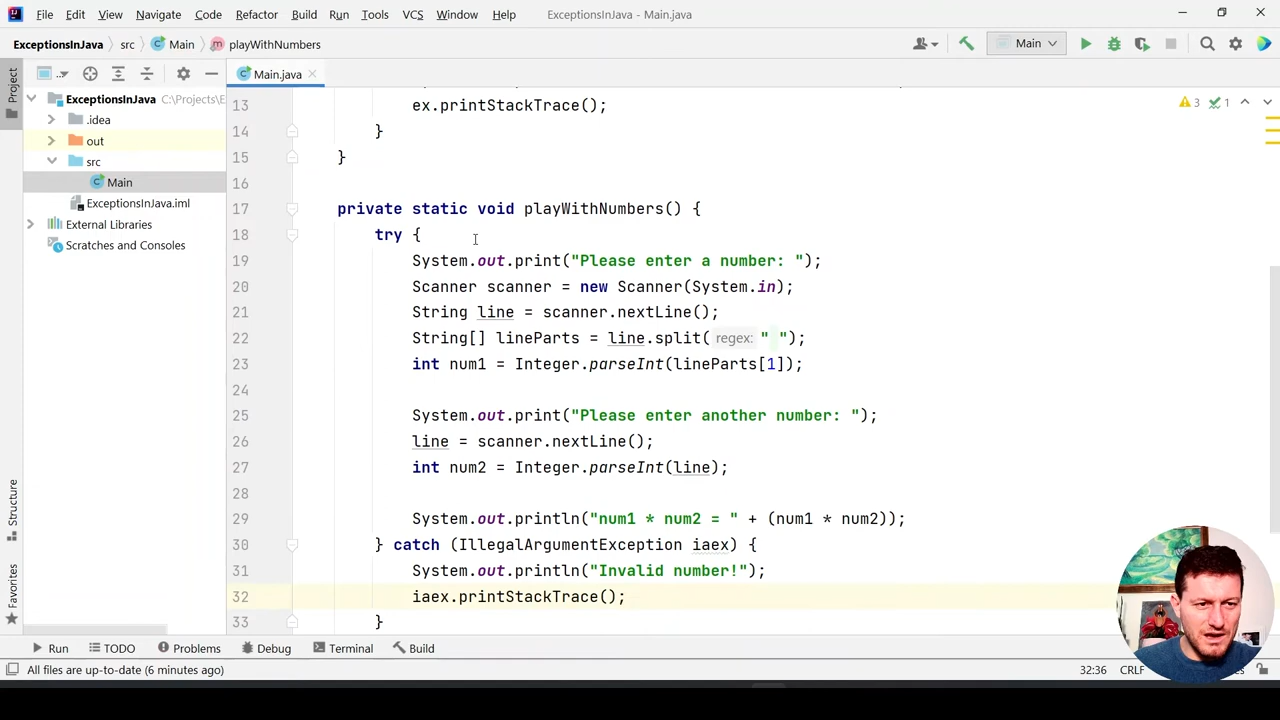 File Edit View Navigate Code Refactor Build Run Tools VCS Window Help ExceptionsInJava - Main.java
ExceptionsInJava src Main playWithNumbers Main
Project
.. Main.java
ExceptionsInJava C:\Projects\E
.idea
out
src
Main
ExceptionsInJava.iml
External Libraries
Scratches and Consoles
3 1
13 ex.printStackTrace();
14 }
15 }
16
17 private static void playWithNumbers() {
18 try {
19 System.out.print("Please enter a number: ");
20 Scanner scanner = new Scanner(System.in);
21 String line = scanner.nextLine();
22 String[] lineParts = line.split( regex: " ");
23 int num1 = Integer.parseInt(lineParts[1]);
24
25 System.out.print("Please enter another number: ");
26 line = scanner.nextLine();
27 int num2 = Integer.parseInt(line);
28
29 System.out.println("num1 * num2 = " + (num1 * num2));
30 } catch (IllegalArgumentException iaex) {
31 System.out.println("Invalid number!");
32 iaex.printStackTrace();
33 }
Structure
Favorites
Run TODO Problems Debug Terminal Build
All files are up-to-date (6 minutes ago) 32:36 CRLF